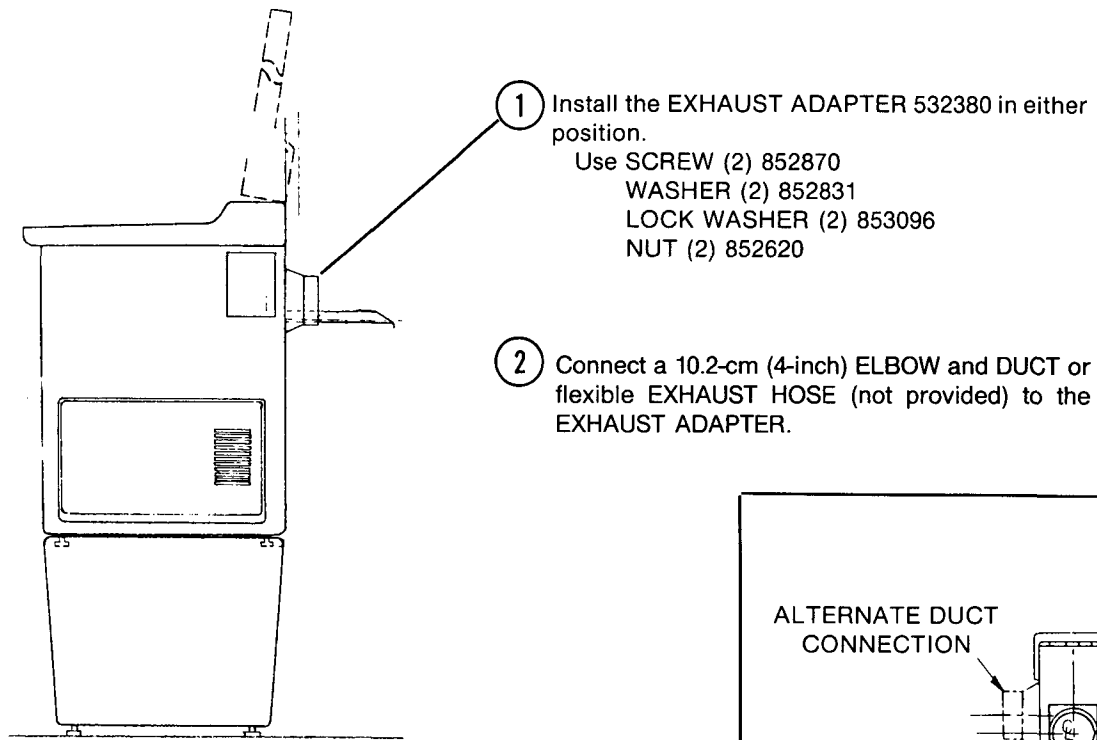 1 Install the EXHAUST ADAPTER 532380 in either
position.
Use SCREW (2) 852870
WASHER (2) 852831
LOCK WASHER (2) 853096
NUT (2) 852620
2 Connect a 10.2-cm (4-inch) ELBOW and DUCT or
flexible EXHAUST HOSE (not provided) to the
EXHAUST ADAPTER.
ALTERNATE DUCT
CONNECTION